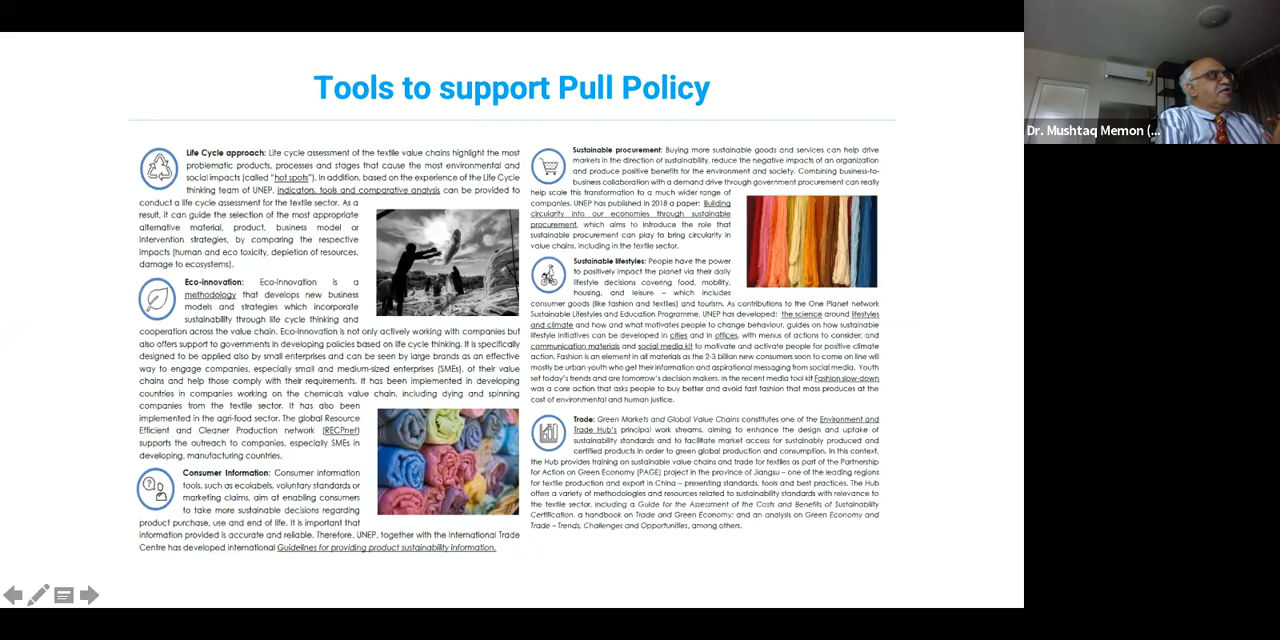 Tools to support Pull Policy
Life Cycle approach: Life cycle assessment of the textile value chains highlight the most
problematic products, processes and stages that cause the most environmental and
social impacts (called "hot spots"). In addition, based on the experience of the Life Cycle
thinking team of UNEP, indicators, tools and comparative analysis can be provided to
conduct a life cycle assessment for the textile sector. As a
result, it can guide the selection of the most appropriate
alternative material, product, business model or
intervention strategies, by comparing the respective
impacts (human and eco toxicity, depletion of resources,
damage to ecosystems).
Eco-innovation: Eco-innovation is a
methodology that develops new business
models and strategies which incorporate
sustainability through life cycle thinking and
cooperation across the value chain. Eco-innovation is not only actively working with companies but
also offers support to governments in developing policies based on life cycle thinking. It is specifically
designed to be applied also by small enterprises and can be seen by large brands as an effective
way to engage companies, especially small and medium-sized enterprises (SMEs), of their value
chains and help those comply with their requirements. It has been implemented in developing
countries in companies working on the chemicals value chain, including dying and spinning
companies from the textile sector. It has also been
implemented in the agri-food sector. The global Resource
Efficient and Cleaner Production network (RECPnet)
supports the outreach to companies, especially SMEs in
developing, manufacturing countries.
Consumer Information: Consumer information
tools, such as ecolabels, voluntary standards or
marketing claims, aim at enabling consumers
to take more sustainable decisions regarding
product purchase, use and end of life. It is important that
information provided is accurate and reliable. Therefore, UNEP, together with the International Trade
Centre has developed international Guidelines for providing product sustainability information.
Sustainable procurement: Buying more sustainable goods and services can help drive
markets in the direction of sustainability, reduce the negative impacts of an organization
and produce positive benefits for the environment and society. Combining business-to-
business collaboration with a demand drive through government procurement can really
help scale this transformation to a much wider range of
companies. UNEP has published in 2018 a paper: Building
circularity into our economies through sustainable
procurement, which aims to introduce the role that
sustainable procurement can play to bring circularity in
value chains, including in the textile sector.
Sustainable lifestyles: People have the power
to positively impact the planet via their daily
lifestyle decisions covering food, mobility,
housing, and leisure – which includes
consumer goods (like fashion and textiles) and tourism. As contributions to the One Planet network
Sustainable Lifestyles and Education Programme, UNEP has developed: the science around lifestyles
and climate and how and what motivates people to change behaviour, guides on how sustainable
lifestyle initiatives can be developed in cities and in offices, with menus of actions to consider; and
communication materials and social media kit to motivate and activate people for positive climate
action. Fashion is an element in all materials as the 2-3 billion new consumers soon to come on line will
mostly be urban youth who get their information and aspirational messaging from social media. Youth
set today's trends and are tomorrow's decision makers. In the recent media tool kit Fashion slow-down
was a core action that asks people to buy better and avoid fast fashion that mass produces at the
cost of environmental and human justice.
Trade: Green Markets and Global Value Chains constitutes one of the Environment and
Trade Hub's principal work streams, aiming to enhance the design and uptake of
sustainability standards and to facilitate market access for sustainably produced and
certified products in order to green global production and consumption. In this context,
the Hub provides training on sustainable value chains and trade for textiles as part of the Partnership
for Action on Green Economy (PAGE) project in the province of Jiangsu – one of the leading regions
for textile production and export in China – presenting standards, tools and best practices. The Hub
offers a variety of methodologies and resources related to sustainability standards with relevance to
the textile sector, including a Guide for the Assessment of the Costs and Benefits of Sustainability
Certification, a handbook on Trade and Green Economy; and an analysis on Green Economy and
Trade – Trends, Challenges and Opportunities, among others.
Dr. Mushtaq Memon (...